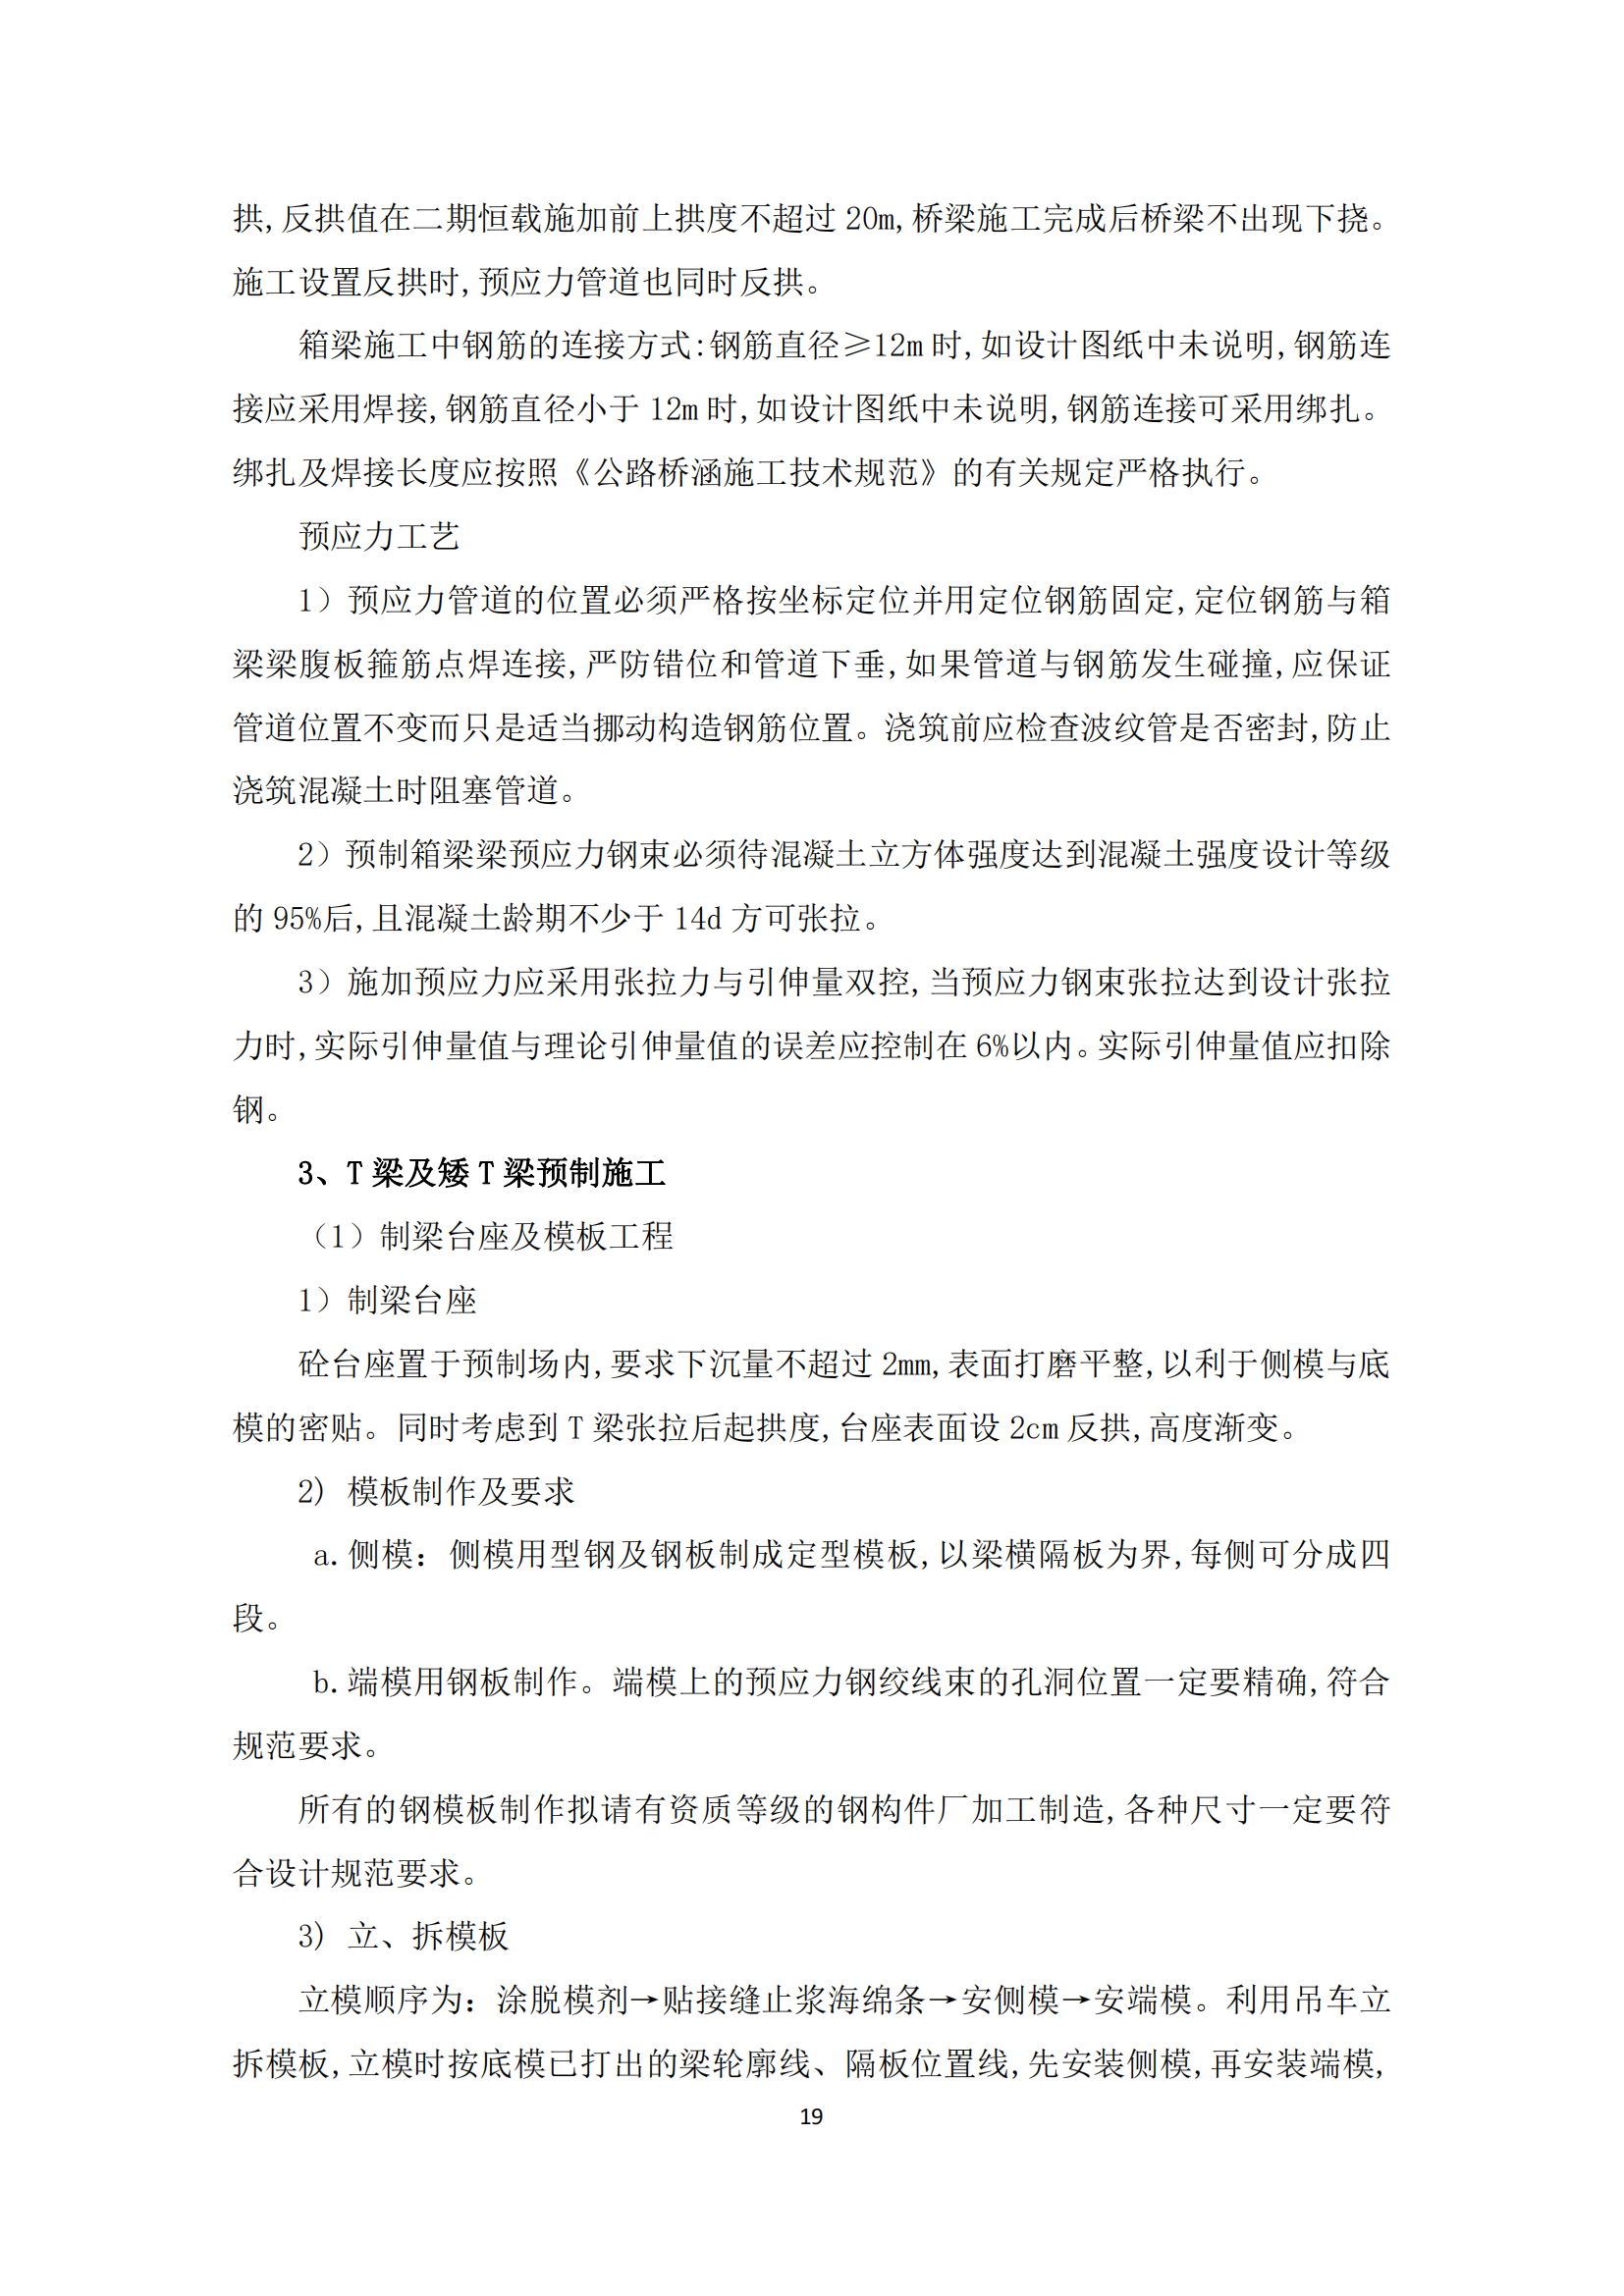 拱,反拱值在二期恒载施加前上拱度不超过 20m,桥梁施工完成后桥梁不出现下挠。
施工设置反拱时,预应力管道也同时反拱。
箱梁施工中钢筋的连接方式:钢筋直径≥12m 时,如设计图纸中未说明,钢筋连
接应采用焊接,钢筋直径小于 12m 时,如设计图纸中未说明,钢筋连接可采用绑扎。
绑扎及焊接长度应按照《公路桥涵施工技术规范》的有关规定严格执行。
预应力工艺
1）预应力管道的位置必须严格按坐标定位并用定位钢筋固定,定位钢筋与箱
梁梁腹板箍筋点焊连接,严防错位和管道下垂,如果管道与钢筋发生碰撞,应保证
管道位置不变而只是适当挪动构造钢筋位置。浇筑前应检查波纹管是否密封,防止
浇筑混凝土时阻塞管道。
2）预制箱梁梁预应力钢束必须待混凝土立方体强度达到混凝土强度设计等级
的 95%后,且混凝土龄期不少于 14d 方可张拉。
3）施加预应力应采用张拉力与引伸量双控,当预应力钢束张拉达到设计张拉
力时,实际引伸量值与理论引伸量值的误差应控制在 6%以内。实际引伸量值应扣除
钢。
3、T 梁及矮 T 梁预制施工
（1）制梁台座及模板工程
1）制梁台座
砼台座置于预制场内,要求下沉量不超过 2mm,表面打磨平整,以利于侧模与底
模的密贴。同时考虑到 T 梁张拉后起拱度,台座表面设 2cm 反拱,高度渐变。
2) 模板制作及要求
a.侧模：侧模用型钢及钢板制成定型模板,以梁横隔板为界,每侧可分成四
段。
b.端模用钢板制作。端模上的预应力钢绞线束的孔洞位置一定要精确,符合
规范要求。
所有的钢模板制作拟请有资质等级的钢构件厂加工制造,各种尺寸一定要符
合设计规范要求。
3) 立、拆模板
立模顺序为：涂脱模剂→贴接缝止浆海绵条→安侧模→安端模。利用吊车立
拆模板,立模时按底模已打出的梁轮廓线、隔板位置线,先安装侧模,再安装端模,
19